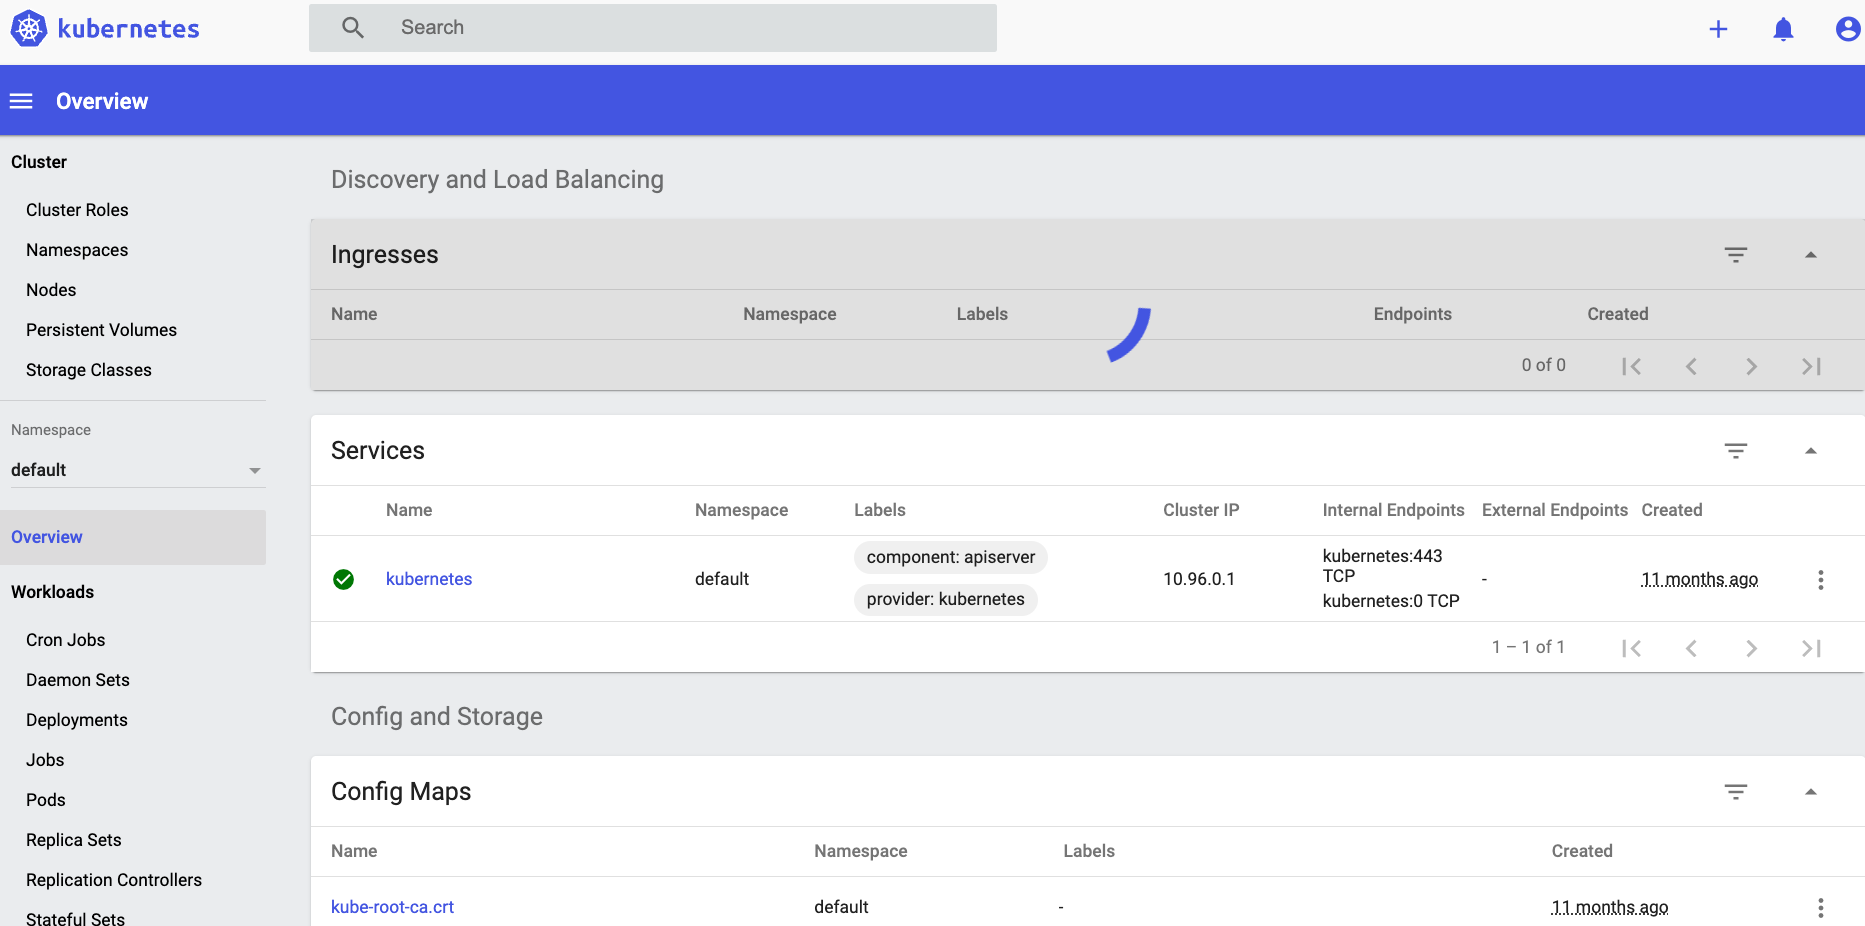 kubernetes
Search
Overview
Cluster
Cluster Roles
Namespaces
Nodes
Persistent Volumes
Storage Classes
Namespace
default
Overview
Workloads
Cron Jobs
Daemon Sets
Deployments
Jobs
Pods
Replica Sets
Replication Controllers
Stateful Sets
Discovery and Load Balancing
Ingresses
Name Namespace Labels Endpoints Created
0 of 0
Services
Name Namespace Labels Cluster IP Internal Endpoints External Endpoints Created
component: apiserver
kubernetes:443
TCP
kubernetes default 10.96.0.1 - 11 months ago
provider: kubernetes
kubernetes:0 TCP
1 – 1 of 1
Config and Storage
Config Maps
Name Namespace Labels Created
kube-root-ca.crt default - 11 months ago